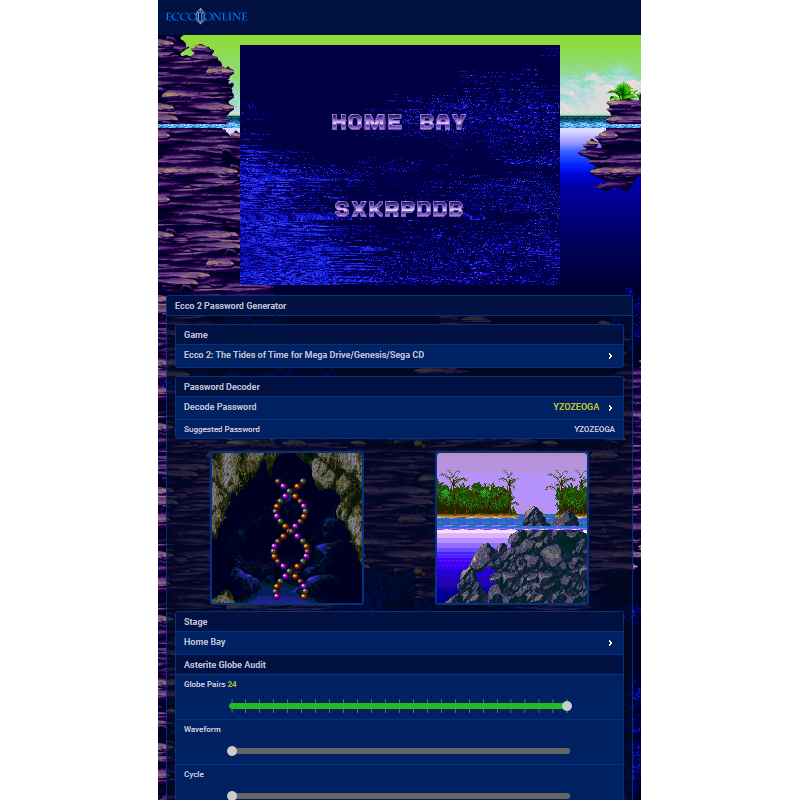 ECCO ONLINE
HOME BAY
SXKAPDDB
Ecco 2 Password Generator
Game
Ecco 2: The Tides of Time for Mega Drive/Genesis/Sega CD
Password Decoder
Decode Password YZOZEOGA
Suggested Password YZOZEOGA
Stage
Home Bay
Asterite Globe Audit
Globe Pairs 24
Waveform
Cycle